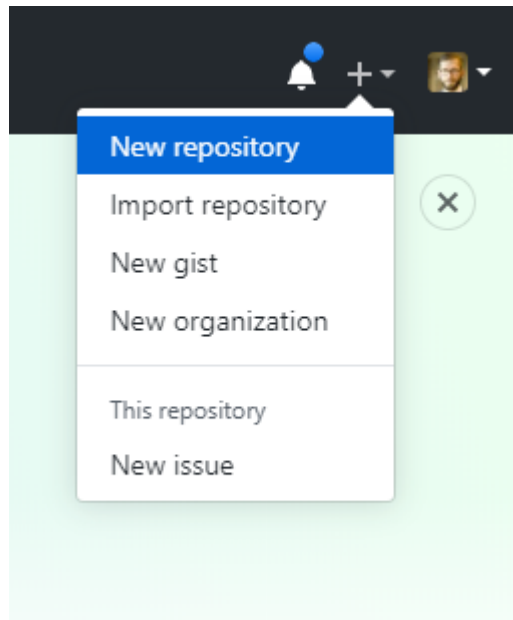 New repository
Import repository
New gist
New organization
This repository
New issue